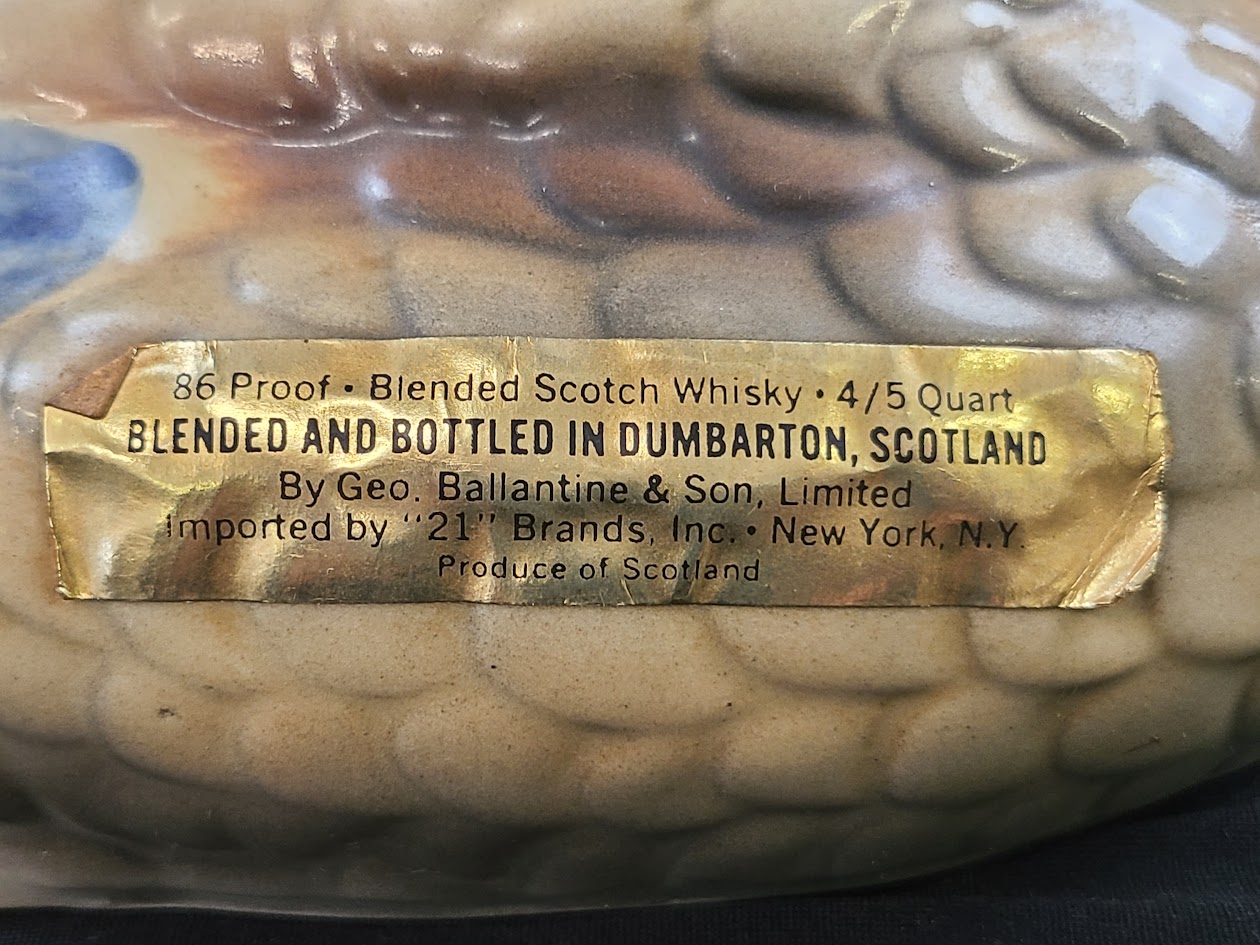 86 Proof • Blended Scotch Whisky • 4/5 Quart
BLENDED AND BOTTLED IN DUMBARTON, SCOTLAND
By Geo. Ballantine & Son, Limited
Imported by "21" Brands, Inc. • New York, N.Y.
Produce of Scotland